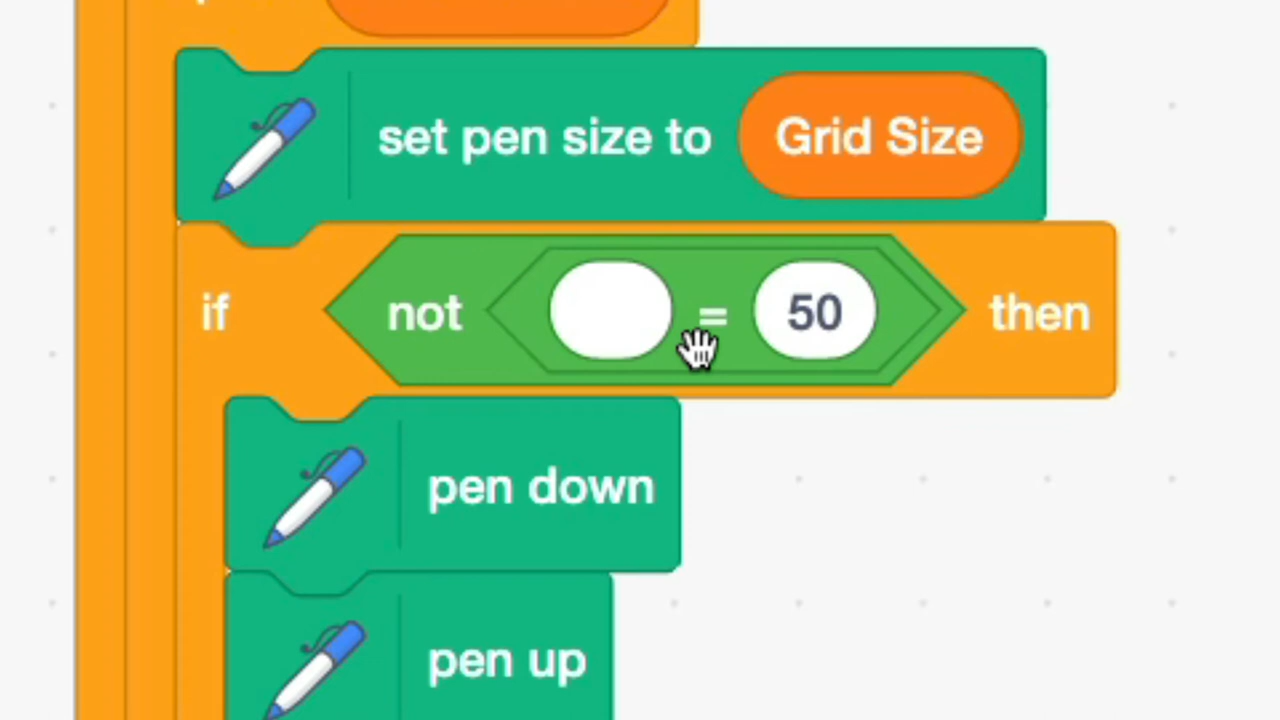 set pen size to Grid Size
if not = 50 then
pen down
pen up